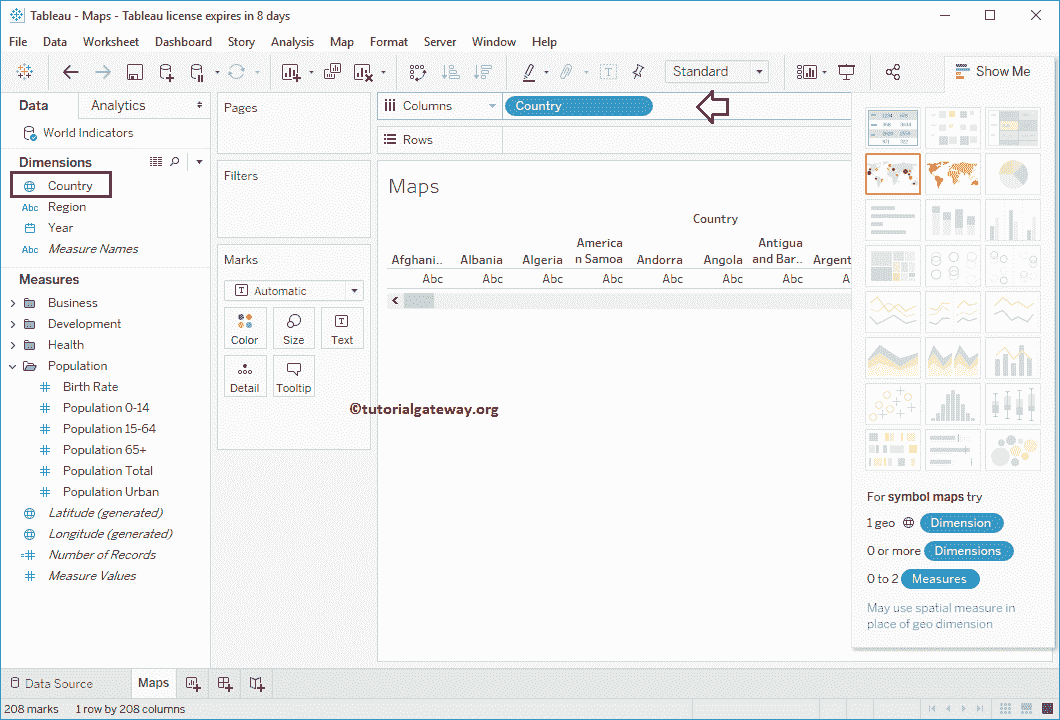 Tableau - Maps - Tableau license expires in 8 days
File Data Worksheet Dashboard Story Analysis Map Format Server Window Help
Standard
Show Me
Data Analytics
World Indicators
Dimensions
Country
Abc Region
Year
Abc Measure Names
Measures
Business
Development
Health
Population
Birth Rate
Population 0-14
Population 15-64
Population 65+
Population Total
Population Urban
Latitude (generated)
Longitude (generated)
Number of Records
Measure Values
Pages
Filters
Marks
Automatic
Color Size Text
Detail Tooltip
Columns Country
Rows
Maps
Country
America
Antigua
Afghani.. Albania Algeria n Samoa Andorra Angola and Bar.. Argent
Abc Abc Abc Abc Abc Abc Abc A
©tutorialgateway.org
For symbol maps try
1 geo Dimension
0 or more Dimensions
0 to 2 Measures
May use spatial measure in
place of geo dimension
Data Source Maps
208 marks 1 row by 208 columns